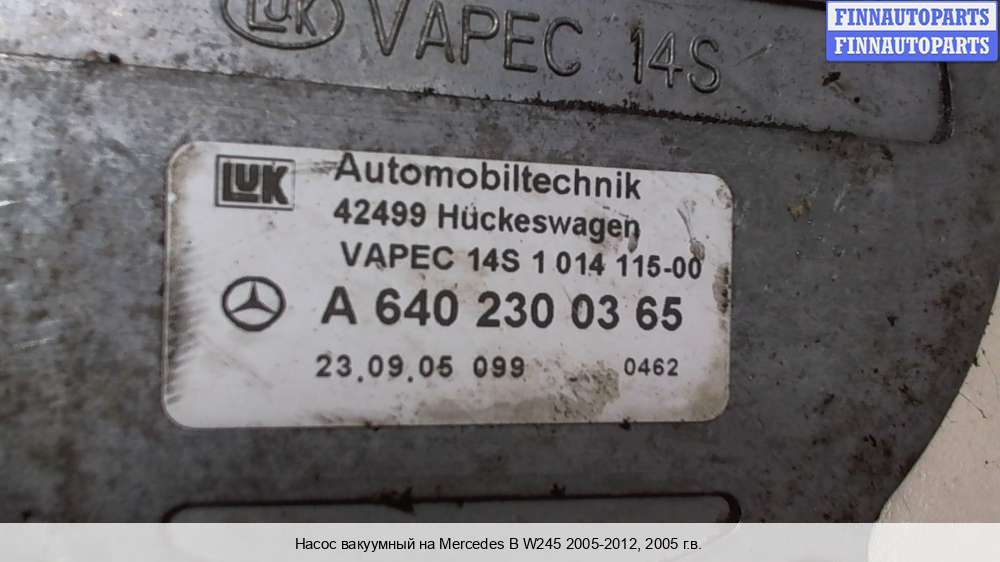 FINNAUTOPARTS
FINNAUTOPARTS
LUK VAPEC 14S
LUK Automobiltechnik
42499 Hückeswagen
VAPEC 14S 1 014 115-00
A 640 230 03 65
23.09.05 099 0462
Насос вакуумный на Mercedes B W245 2005-2012, 2005 г.в.